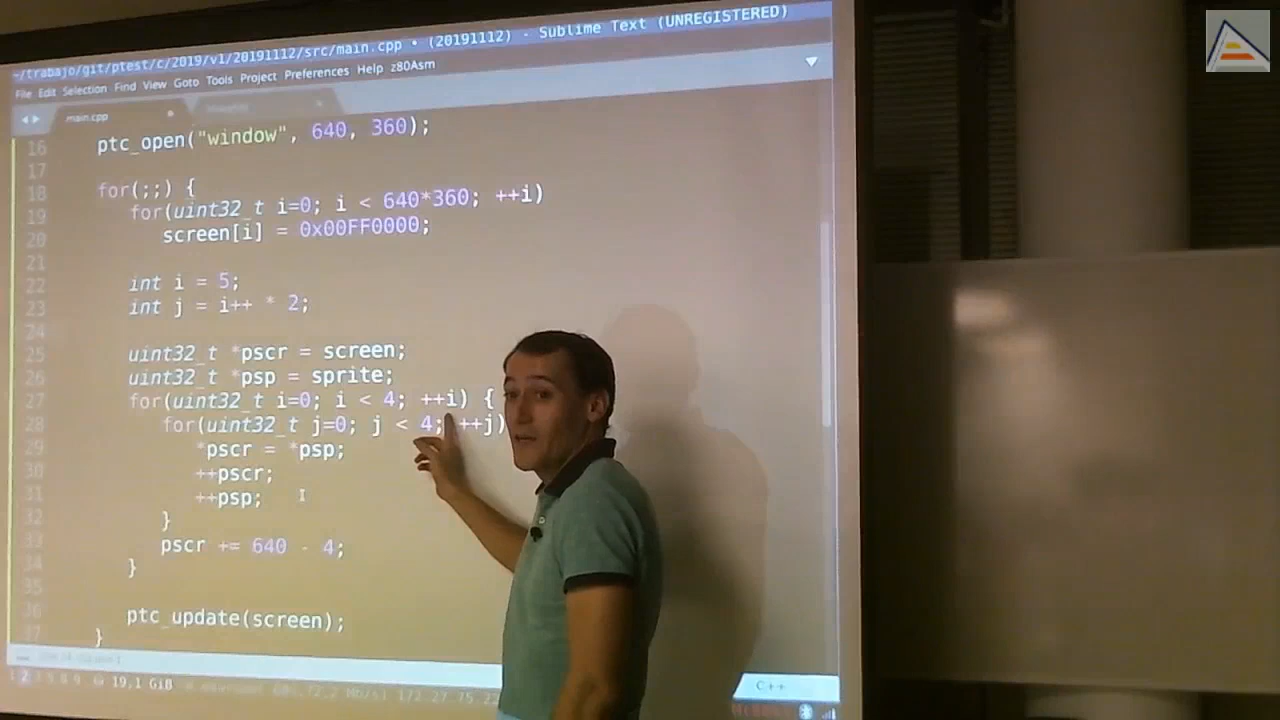 ~/trabajo/git/ptest/c/2019/v1/20191112/src/main.cpp • (20191112) - Sublime Text (UNREGISTERED)
File Edit Selection Find View Goto Tools Project Preferences Help z80Asm
main.cpp
16 ptc_open("window", 640, 360);
17
18 for(;;) {
19 for(uint32_t i=0; i < 640*360; ++i)
20 screen[i] = 0x00FF0000;
21
22 int i = 5;
23 int j = i++ * 2;
24
25 uint32_t *pscr = screen;
26 uint32_t *psp = sprite;
27 for(uint32_t i=0; i < 4; ++i) {
28 for(uint32_t j=0; j < 4; ++j)
29 *pscr = *psp;
30 ++pscr;
31 ++psp;
32 }
33 pscr += 640 - 4;
34 }
35
36 ptc_update(screen);
37 }
19,1 GiB
C++